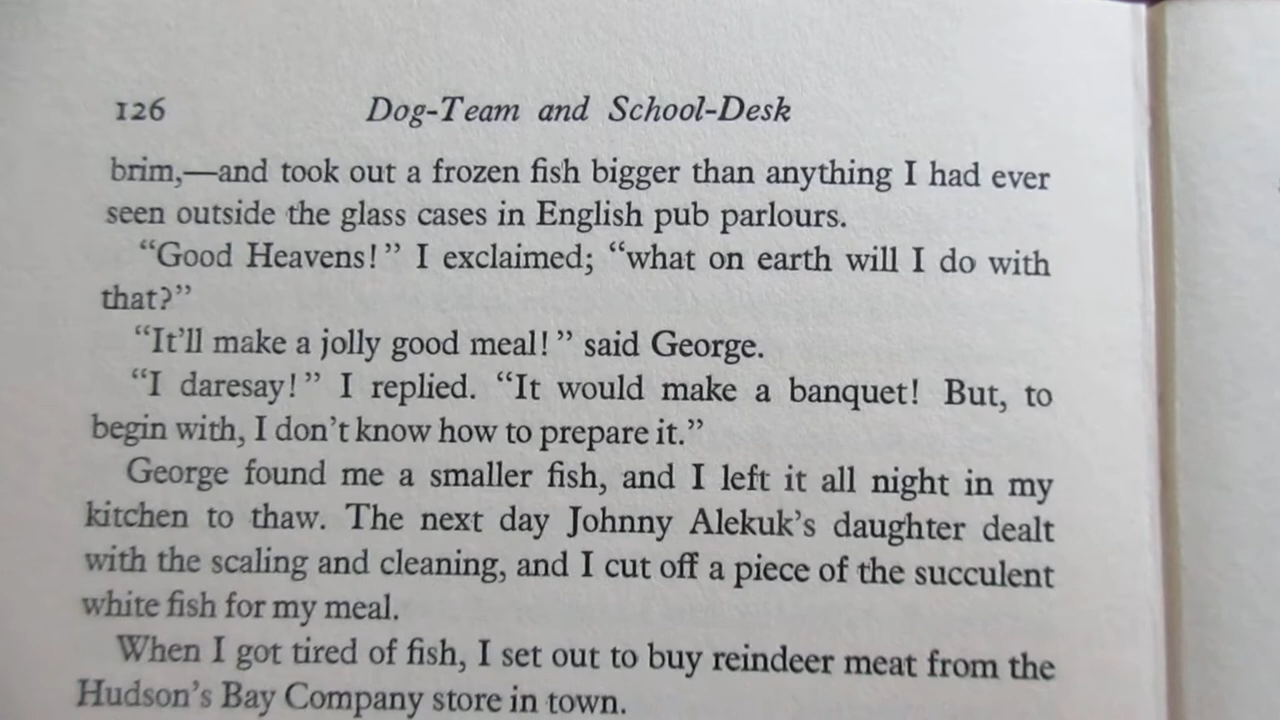 126 Dog-Team and School-Desk
brim,—and took out a frozen fish bigger than anything I had ever
seen outside the glass cases in English pub parlours.
“Good Heavens!” I exclaimed; “what on earth will I do with
that?”
“It’ll make a jolly good meal!” said George.
“I daresay!” I replied. “It would make a banquet! But, to
begin with, I don’t know how to prepare it.”
George found me a smaller fish, and I left it all night in my
kitchen to thaw. The next day Johnny Alekuk’s daughter dealt
with the scaling and cleaning, and I cut off a piece of the succulent
white fish for my meal.
When I got tired of fish, I set out to buy reindeer meat from the
Hudson’s Bay Company store in town.